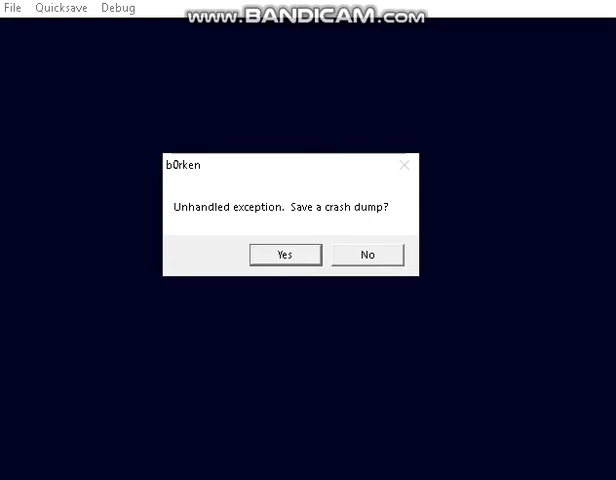 File Quicksave Debug
www.BANDICAM.com
b0rken
Unhandled exception.  Save a crash dump?
Yes No